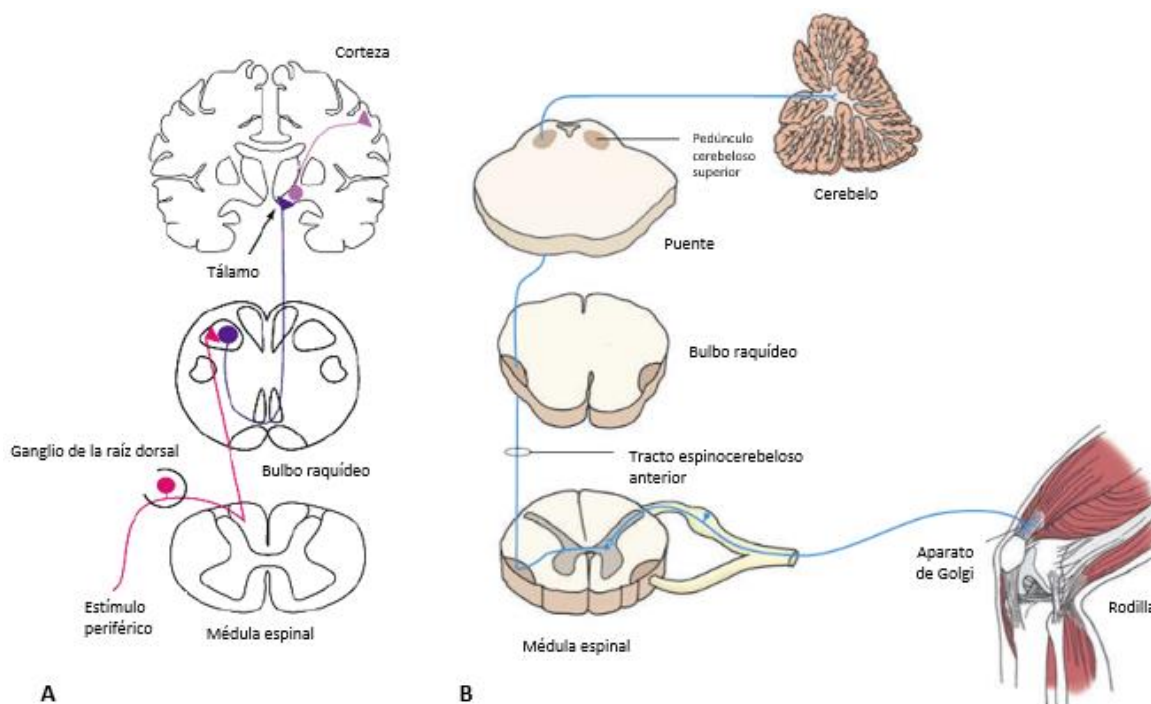 Corteza
Tálamo
Ganglio de la raíz dorsal
Bulbo raquídeo
Estímulo
periférico
Médula espinal
A
Pedúnculo
cerebeloso
superior
Cerebelo
Puente
Bulbo raquídeo
Tracto espinocerebeloso
anterior
Aparato
de Golgi
Rodilla
Médula espinal
B